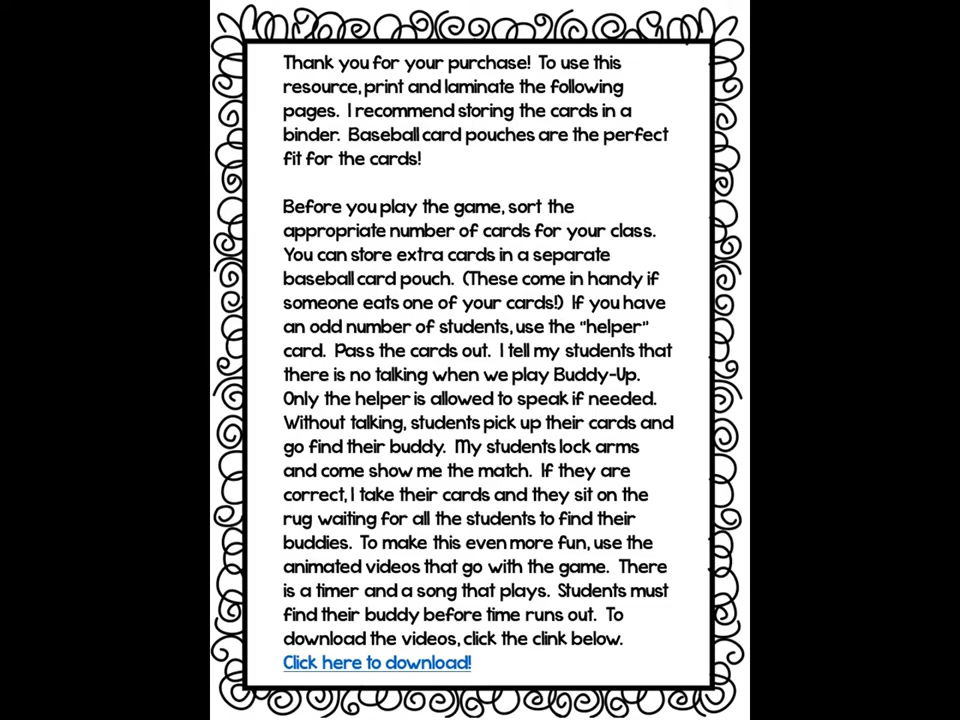 Thank you for your purchase! To use this
resource, print and laminate the following
pages. I recommend storing the cards in a
binder. Baseball card pouches are the perfect
fit for the cards!
Before you play the game, sort the
appropriate number of cards for your class.
You can store extra cards in a separate
baseball card pouch. (These come in handy if
someone eats one of your cards!) If you have
an odd number of students, use the "helper"
card. Pass the cards out. I tell my students that
there is no talking when we play Buddy-Up.
Only the helper is allowed to speak if needed.
Without talking, students pick up their cards and
go find their buddy. My students lock arms
and come show me the match. If they are
correct, I take their cards and they sit on the
rug waiting for all the students to find their
buddies. To make this even more fun, use the
animated videos that go with the game. There
is a timer and a song that plays. Students must
find their buddy before time runs out. To
download the videos, click the clink below.
Click here to download!